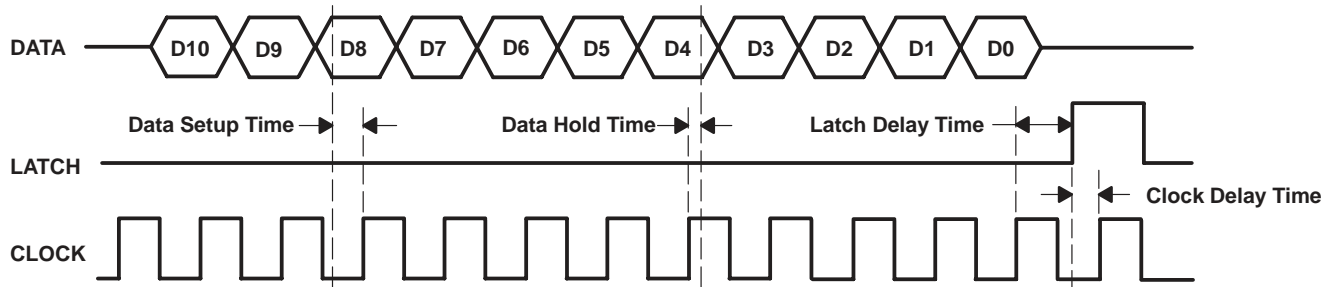 DATA
D10 D9 D8 D7 D6 D5 D4 D3 D2 D1 D0
Data Setup Time
Data Hold Time
Latch Delay Time
LATCH
Clock Delay Time
CLOCK